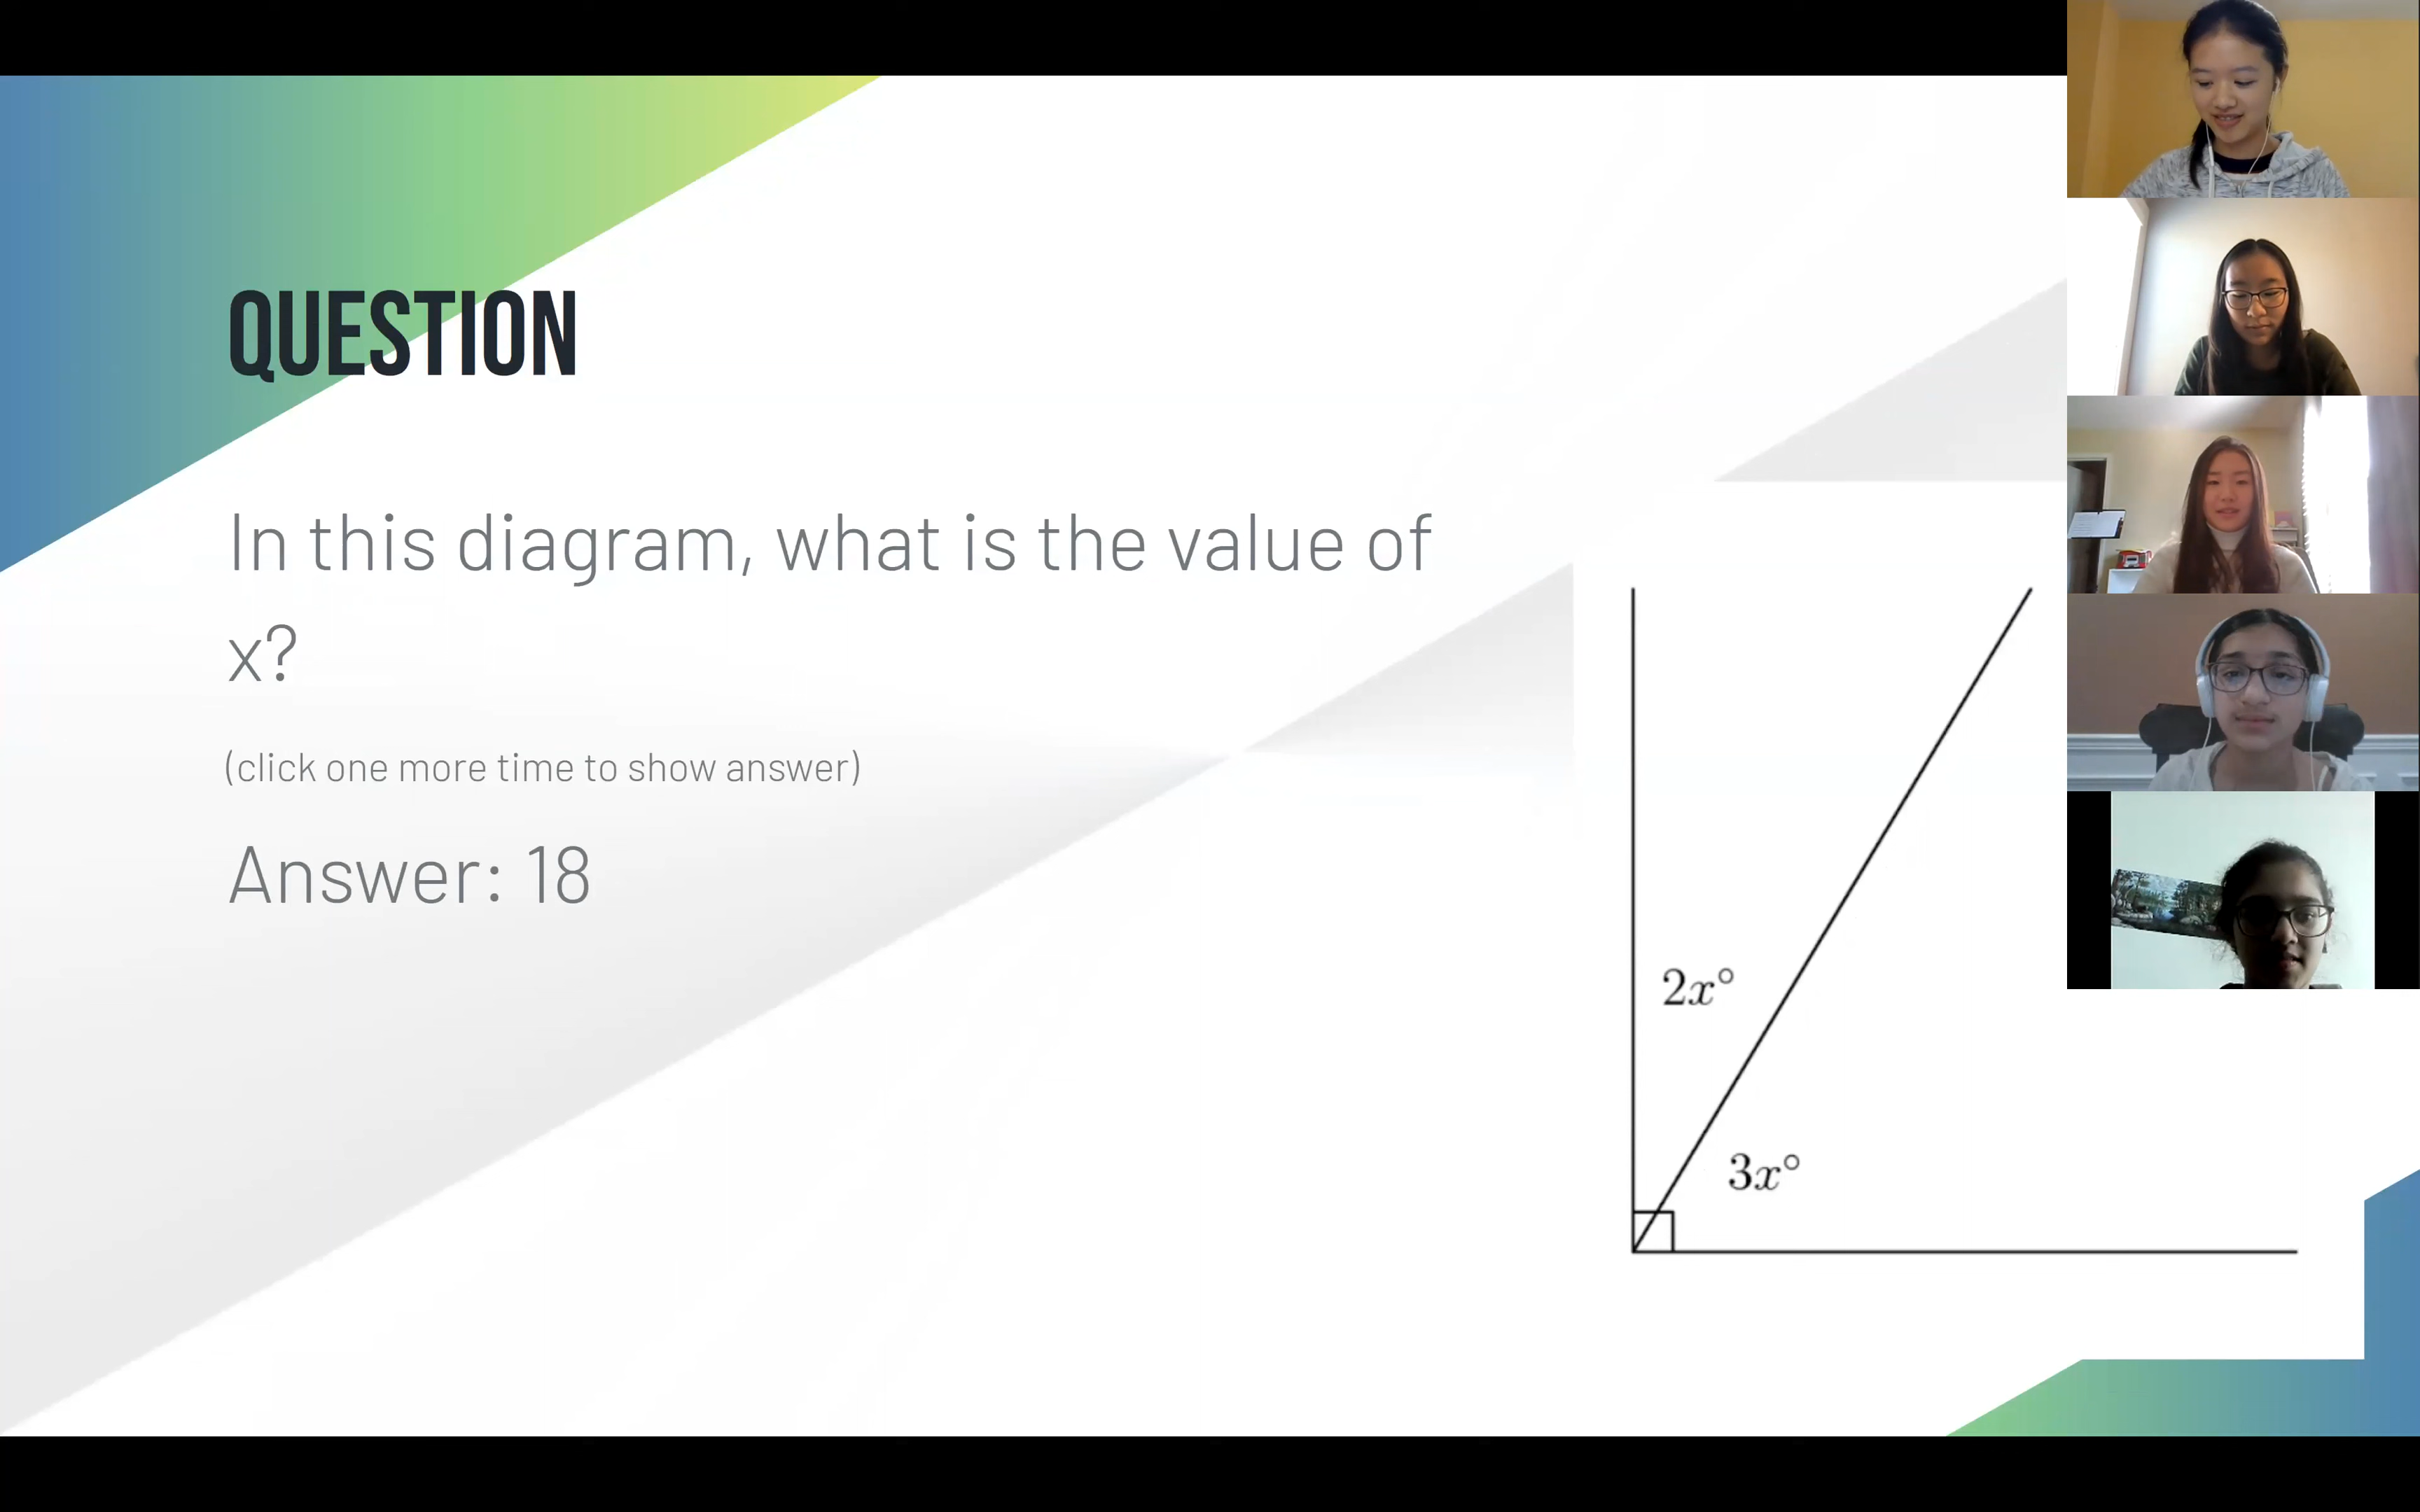 QUESTION
In this diagram, what is the value of
x?
(click one more time to show answer)
Answer: 18
2x°
3x°